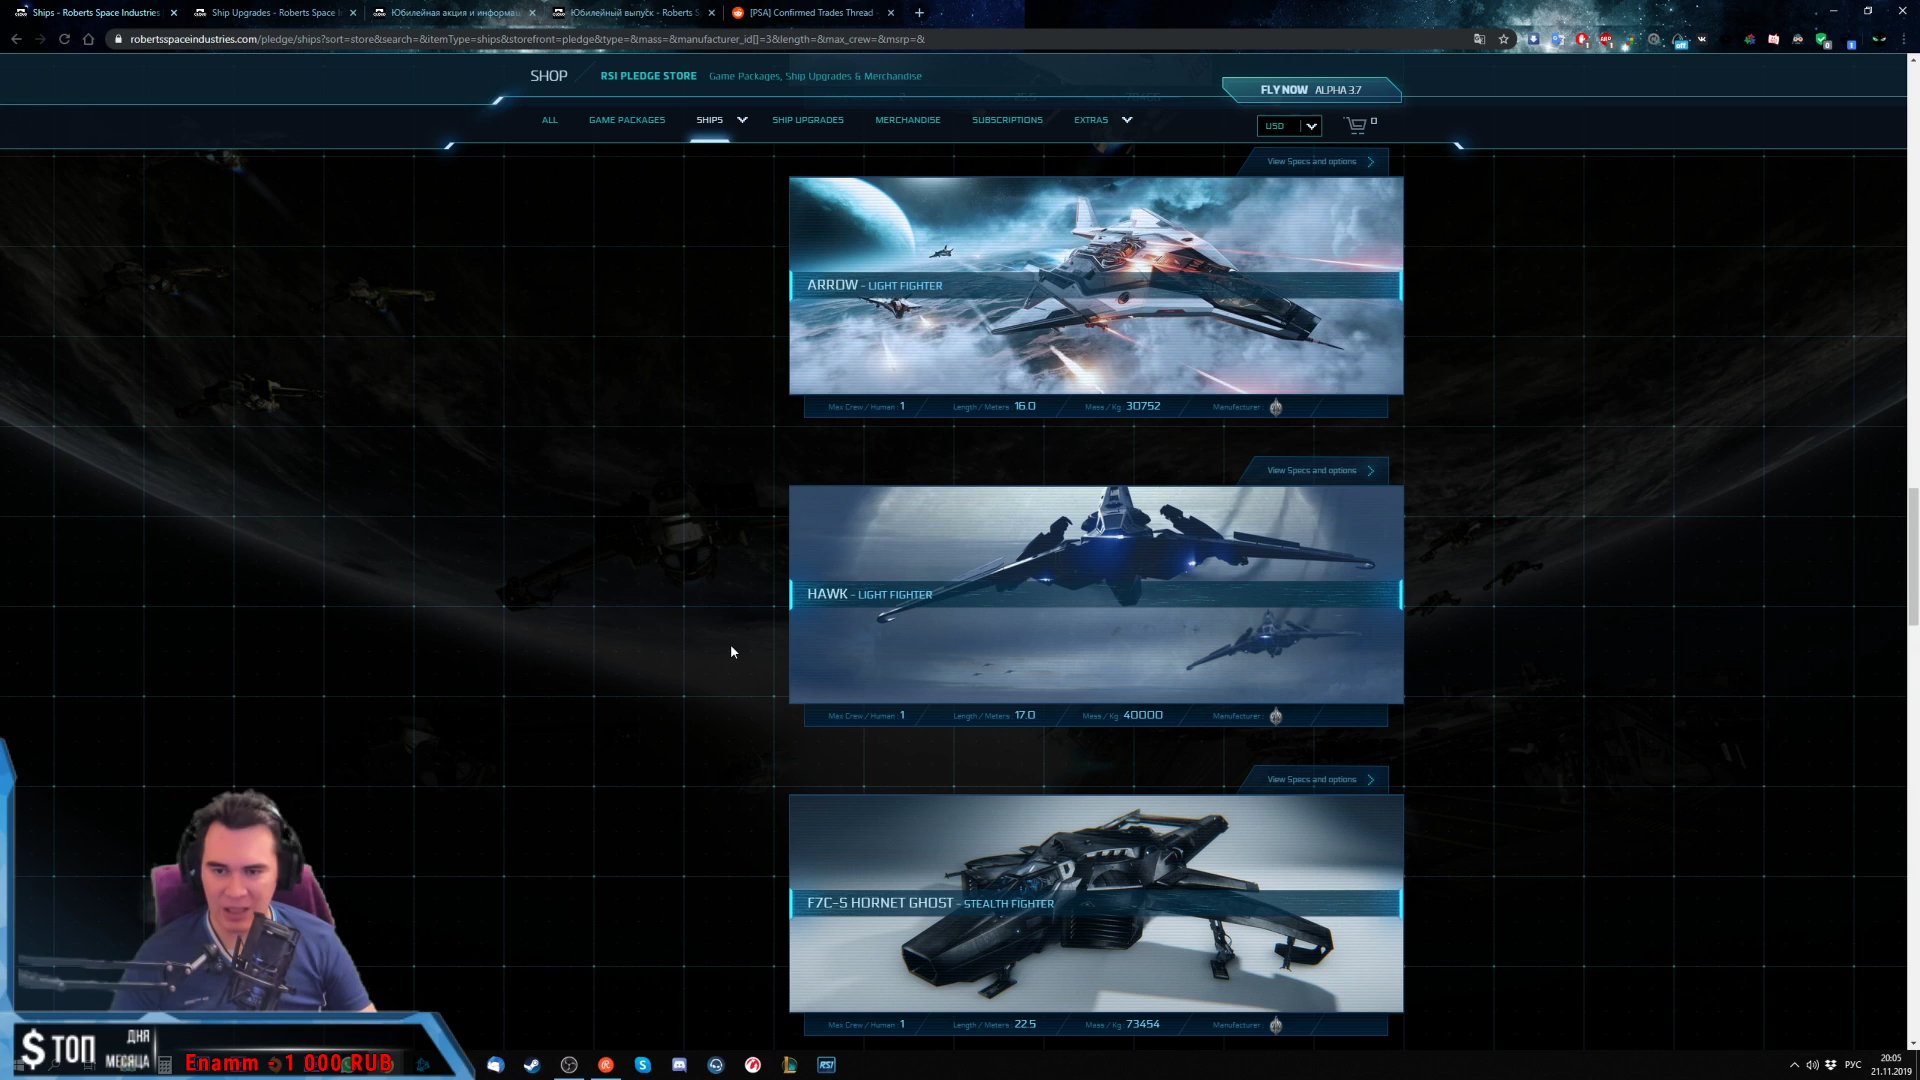 Ships - Roberts Space Industries
Ship Upgrades - Roberts Space I
Юбилейная акция и информац
Юбилейный выпуск - Roberts S
[PSA] Confirmed Trades Thread -
robertsspaceindustries.com/pledge/ships?sort=store&search=&itemType=ships&storefront=pledge&type=&mass=&manufacturer_id[]=3&length=&max_crew=&msrp=&
SHOP
RSI PLEDGE STORE
Game Packages, Ship Upgrades & Merchandise
FLY NOW ALPHA 3.7
ALL
GAME PACKAGES
SHIPS
SHIP UPGRADES
MERCHANDISE
SUBSCRIPTIONS
EXTRAS
USD
0
View Specs and options
ARROW - LIGHT FIGHTER
Max Crew / Human : 1
Length / Meters : 16.0
Mass / Kg : 30752
Manufacturer :
View Specs and options
HAWK - LIGHT FIGHTER
Max Crew / Human : 1
Length / Meters : 17.0
Mass / Kg : 40000
Manufacturer :
View Specs and options
F7C-S HORNET GHOST - STEALTH FIGHTER
Max Crew / Human : 1
Length / Meters : 22.5
Mass / Kg : 73454
Manufacturer :
$ ТОП
ДНЯ
МЕСЯЦА
Enamm - 1 000 RUB
RSI
РУС
20:05
21.11.2019